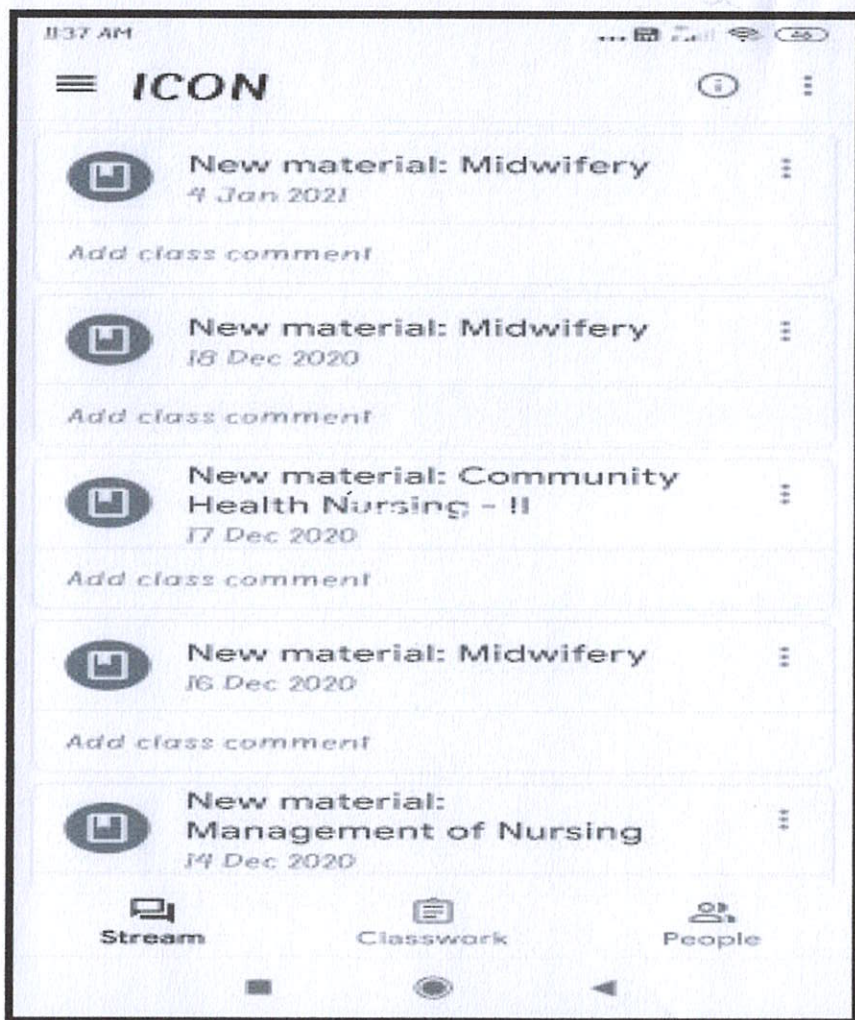 11:37 AM
ICON
New material: Midwifery
4 Jan 2021
Add class comment
New material: Midwifery
18 Dec 2020
Add class comment
New material: Community
Health Nursing - II
17 Dec 2020
Add class comment
New material: Midwifery
16 Dec 2020
Add class comment
New material:
Management of Nursing
14 Dec 2020
Stream
Classwork
People